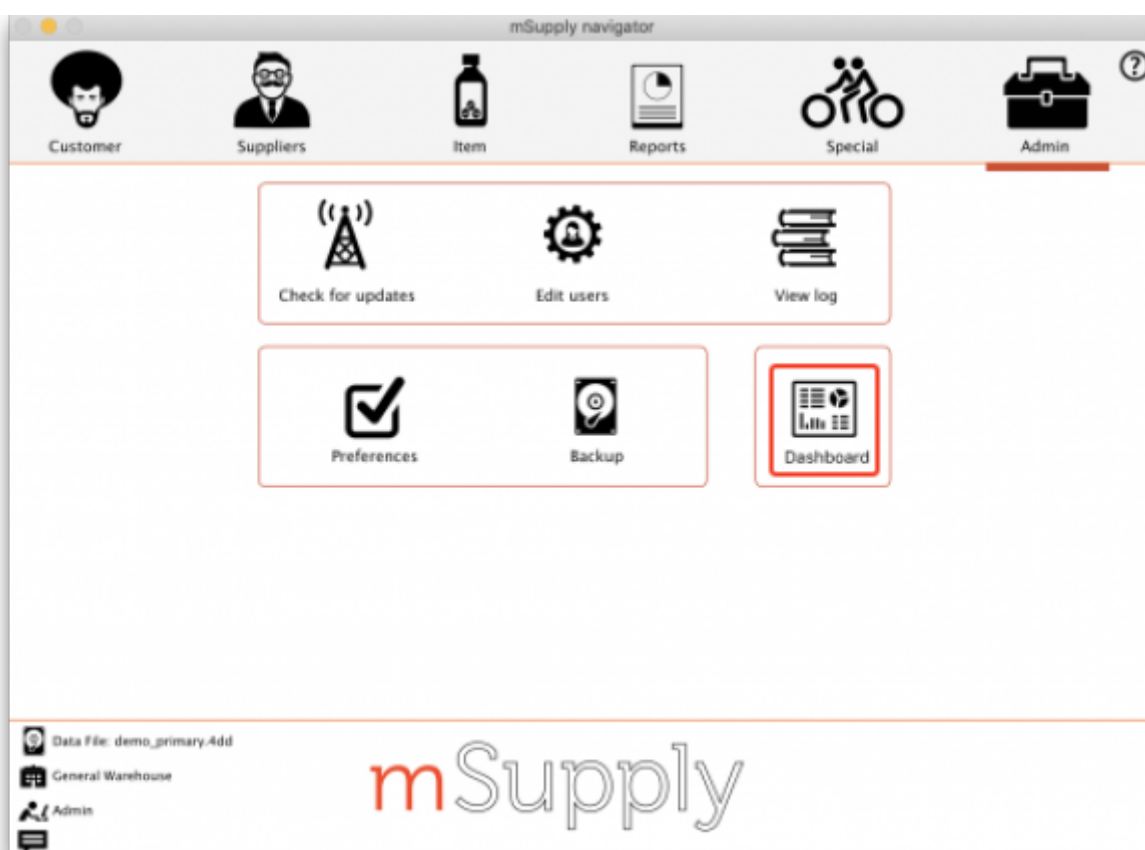 mSupply navigator
Customer Suppliers Item Reports Special Admin
?
Check for updates Edit users View log
Preferences Backup Dashboard
Data File: demo_primary.4dd
General Warehouse
Admin
mSupply